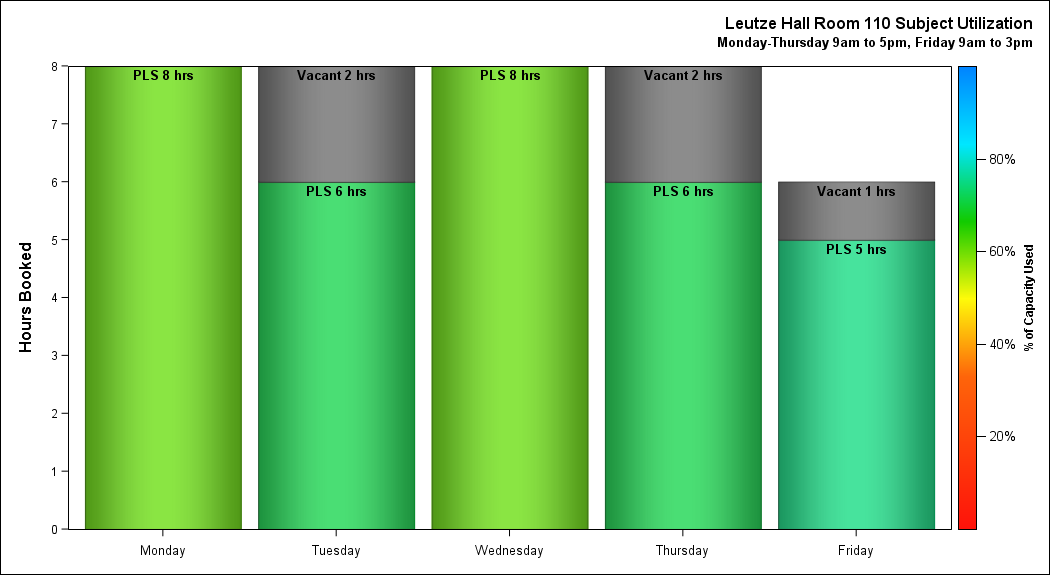 Leutze Hall Room 110 Subject Utilization
Monday-Thursday 9am to 5pm, Friday 9am to 3pm
Hours Booked
8
7
6
5
4
3
2
1
0
PLS 8 hrs
Vacant 2 hrs
PLS 8 hrs
Vacant 2 hrs
PLS 6 hrs
PLS 6 hrs
Vacant 1 hrs
PLS 5 hrs
Monday
Tuesday
Wednesday
Thursday
Friday
80%
60%
40%
20%
% of Capacity Used